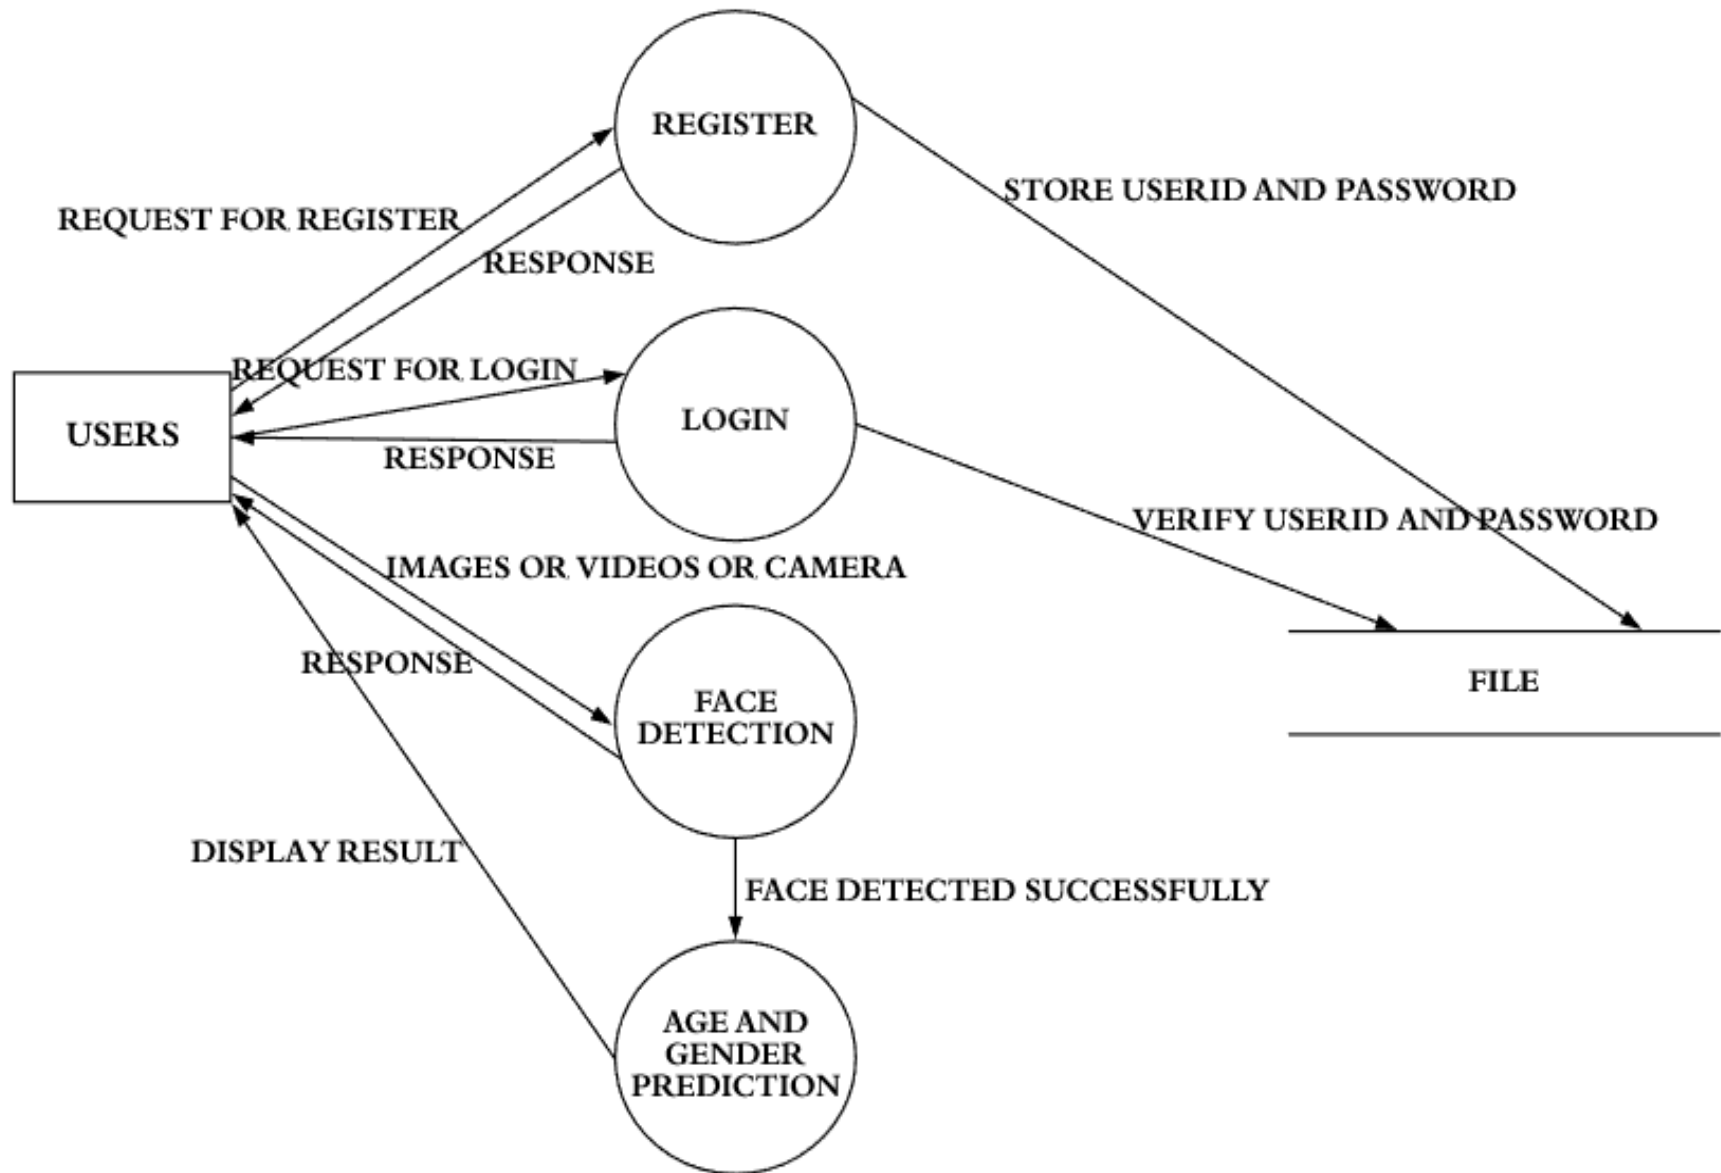 REGISTER
STORE USERID AND PASSWORD
REQUEST FOR REGISTER
RESPONSE
REQUEST FOR LOGIN
USERS
LOGIN
RESPONSE
VERIFY USERID AND PASSWORD
IMAGES OR VIDEOS OR CAMERA
RESPONSE
FACE
DETECTION
FILE
DISPLAY RESULT
FACE DETECTED SUCCESSFULLY
AGE AND
GENDER
PREDICTION